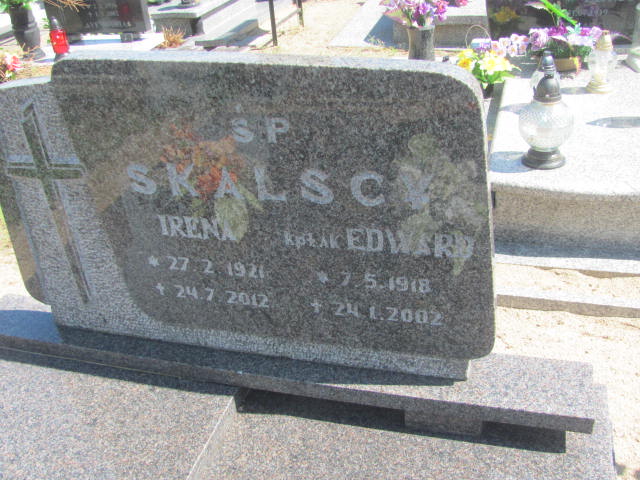 ŚP
SKALSCY
IRENA kpt.AK EDWARD
* 27.2.1921 * 7.5.1918
+ 24.7.2012 + 24.1.2002